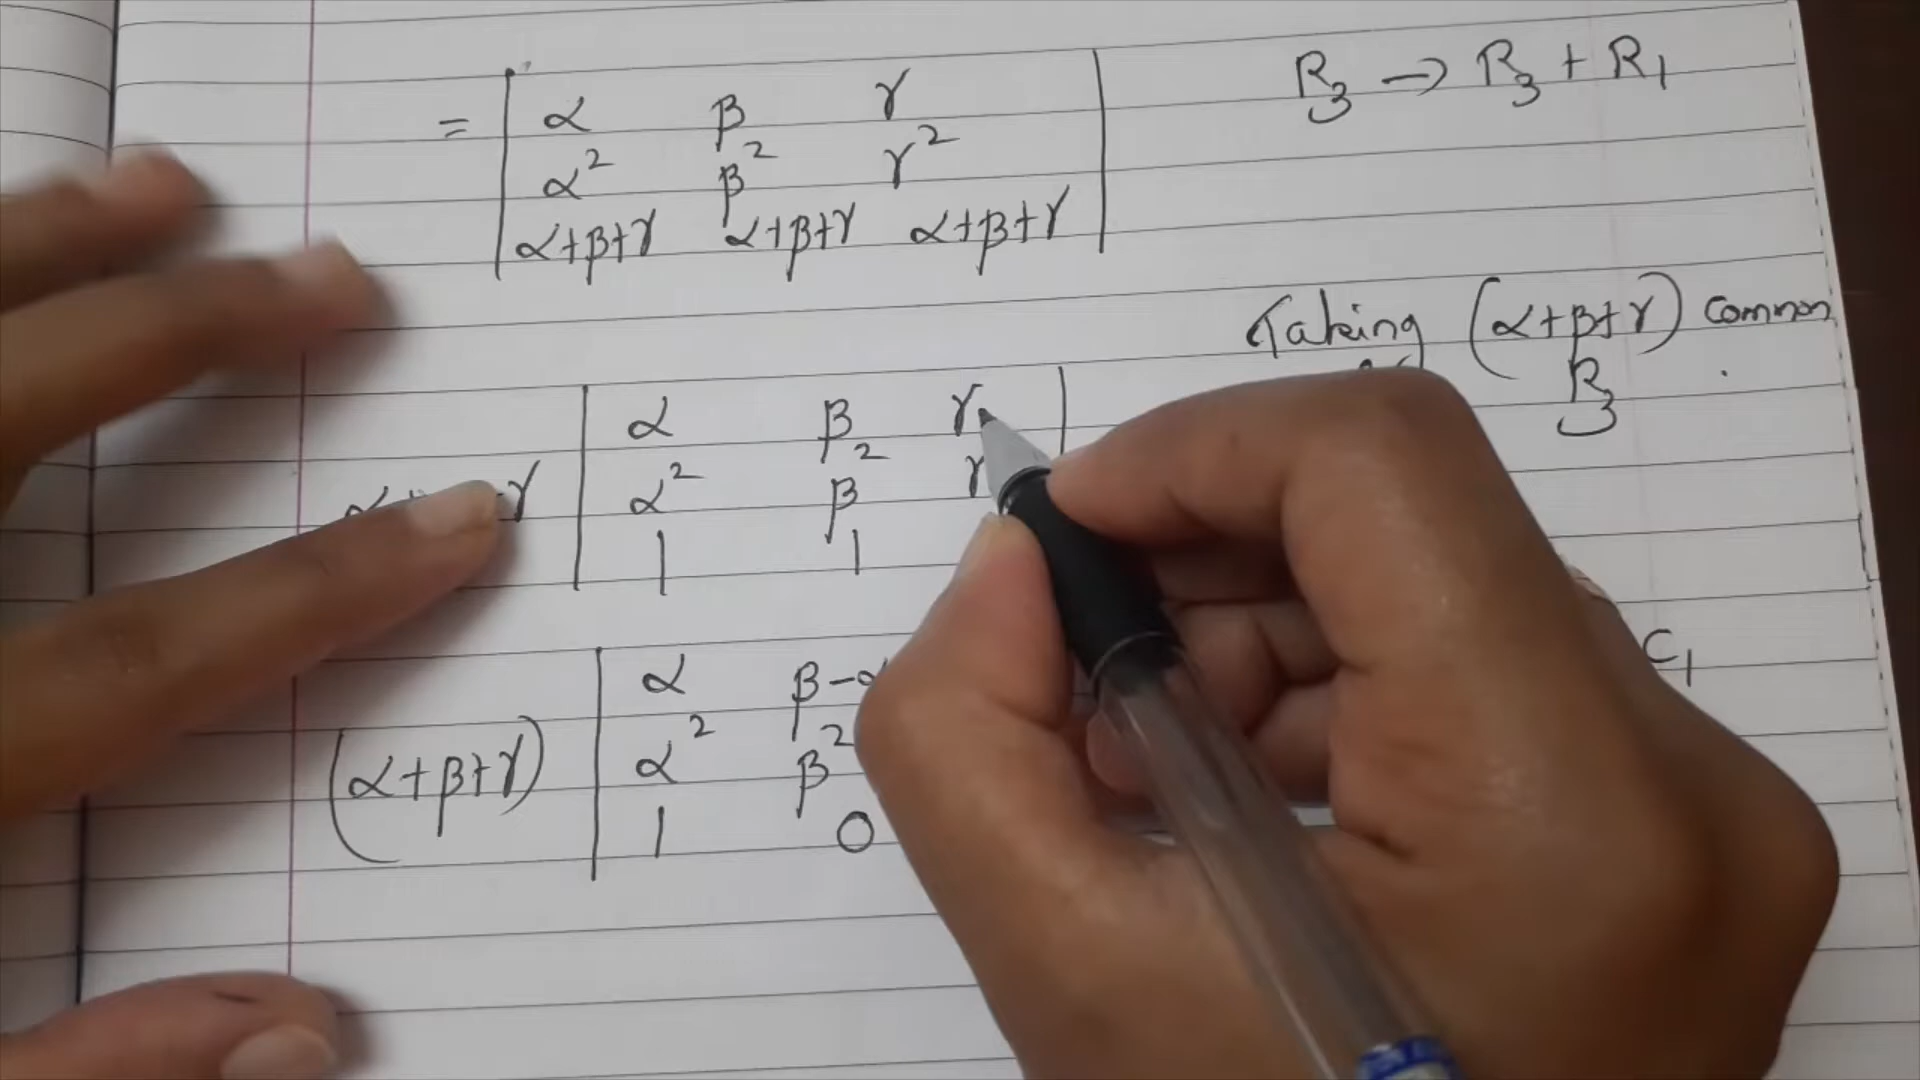 = | α β γ | R₃ → R₃ + R₁
| α² β² γ² |
| α+β+γ α+β+γ α+β+γ |
Taking (α+β+γ) common
R₃
| α β γ |
γ | α² β² γ
| 1 1
C₁
| α β-α
(α+β+γ) | α² β²
| 1 0